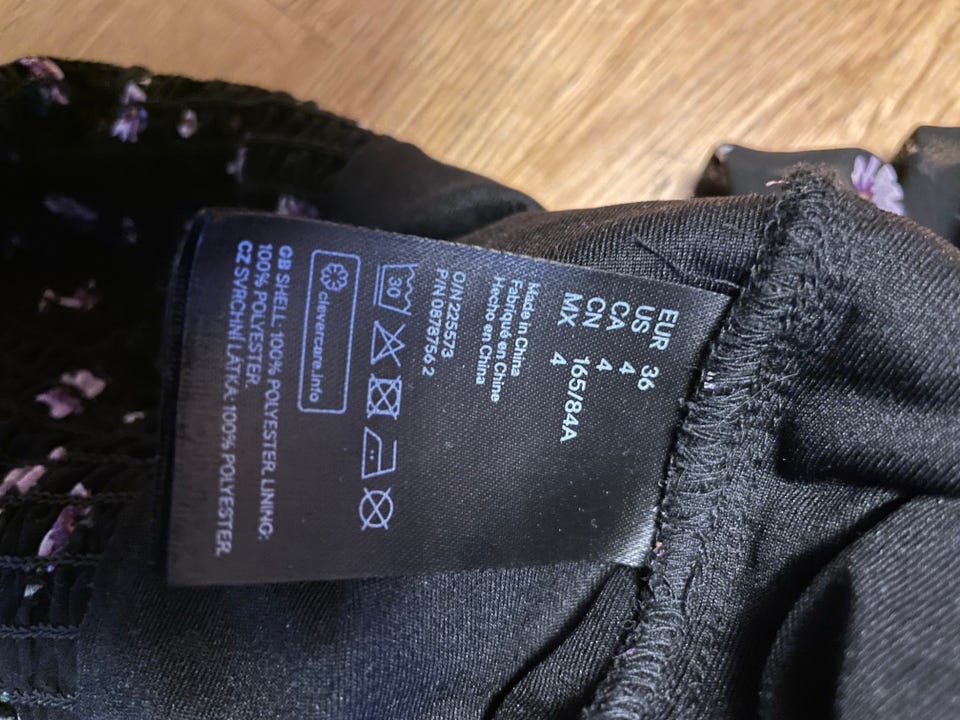 EUR 36
US 4
CA 4
CN 165/84A
MX 4
Made in China
Fabriqué en Chine
Hecho en China
O/N 225573
P/N 0878756 2
30
clevercare.info
GB SHELL: 100% POLYESTER. LINING:
100% POLYESTER.
CZ SVRCHNÍ LÁTKA: 100% POLYESTER.